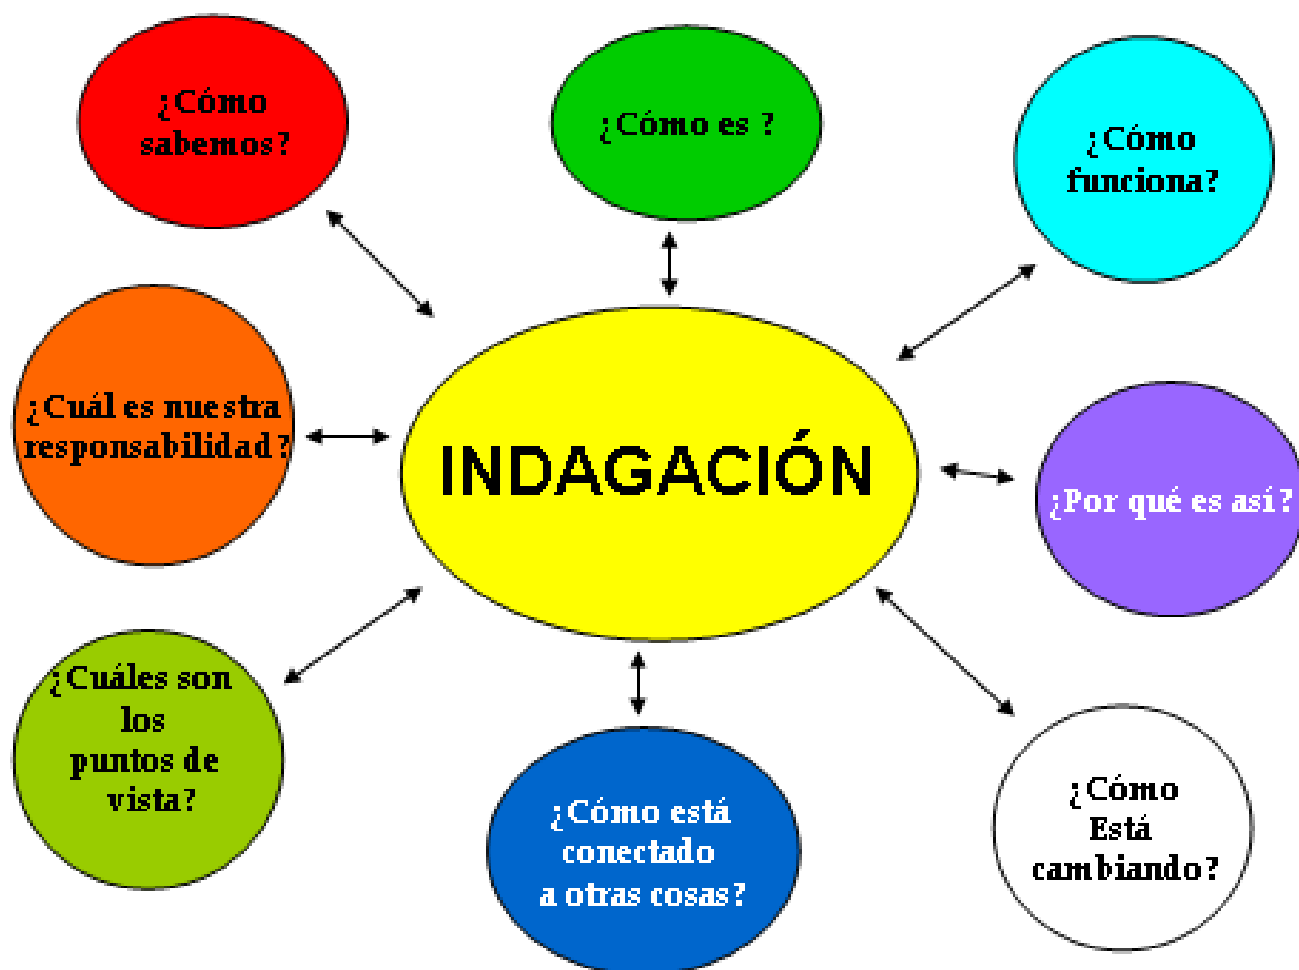 ¿Cómo
sabemos?
¿Cómo es ?
¿Cómo
funciona?
¿Cuál es nuestra
responsabilidad?
INDAGACIÓN
¿Por qué es así?
¿Cuáles son
los
puntos de
vista?
¿Cómo está
conectado
a otras cosas?
¿Cómo
Está
cambiando?